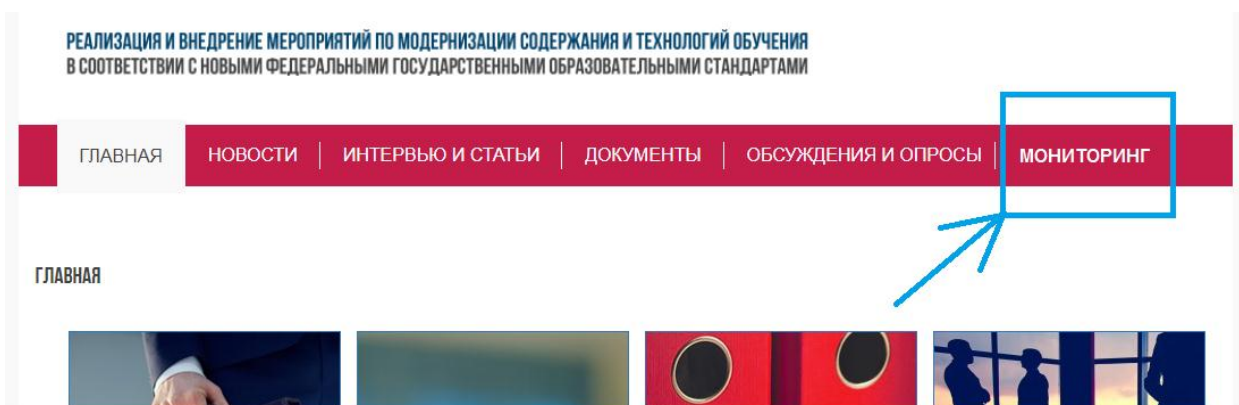 РЕАЛИЗАЦИЯ И ВНЕДРЕНИЕ МЕРОПРИЯТИЙ ПО МОДЕРНИЗАЦИИ СОДЕРЖАНИЯ И ТЕХНОЛОГИЙ ОБУЧЕНИЯ
В СООТВЕТСТВИИ С НОВЫМИ ФЕДЕРАЛЬНЫМИ ГОСУДАРСТВЕННЫМИ ОБРАЗОВАТЕЛЬНЫМИ СТАНДАРТАМИ
ГЛАВНАЯ НОВОСТИ ИНТЕРВЬЮ И СТАТЬИ ДОКУМЕНТЫ ОБСУЖДЕНИЯ И ОПРОСЫ МОНИТОРИНГ
ГЛАВНАЯ